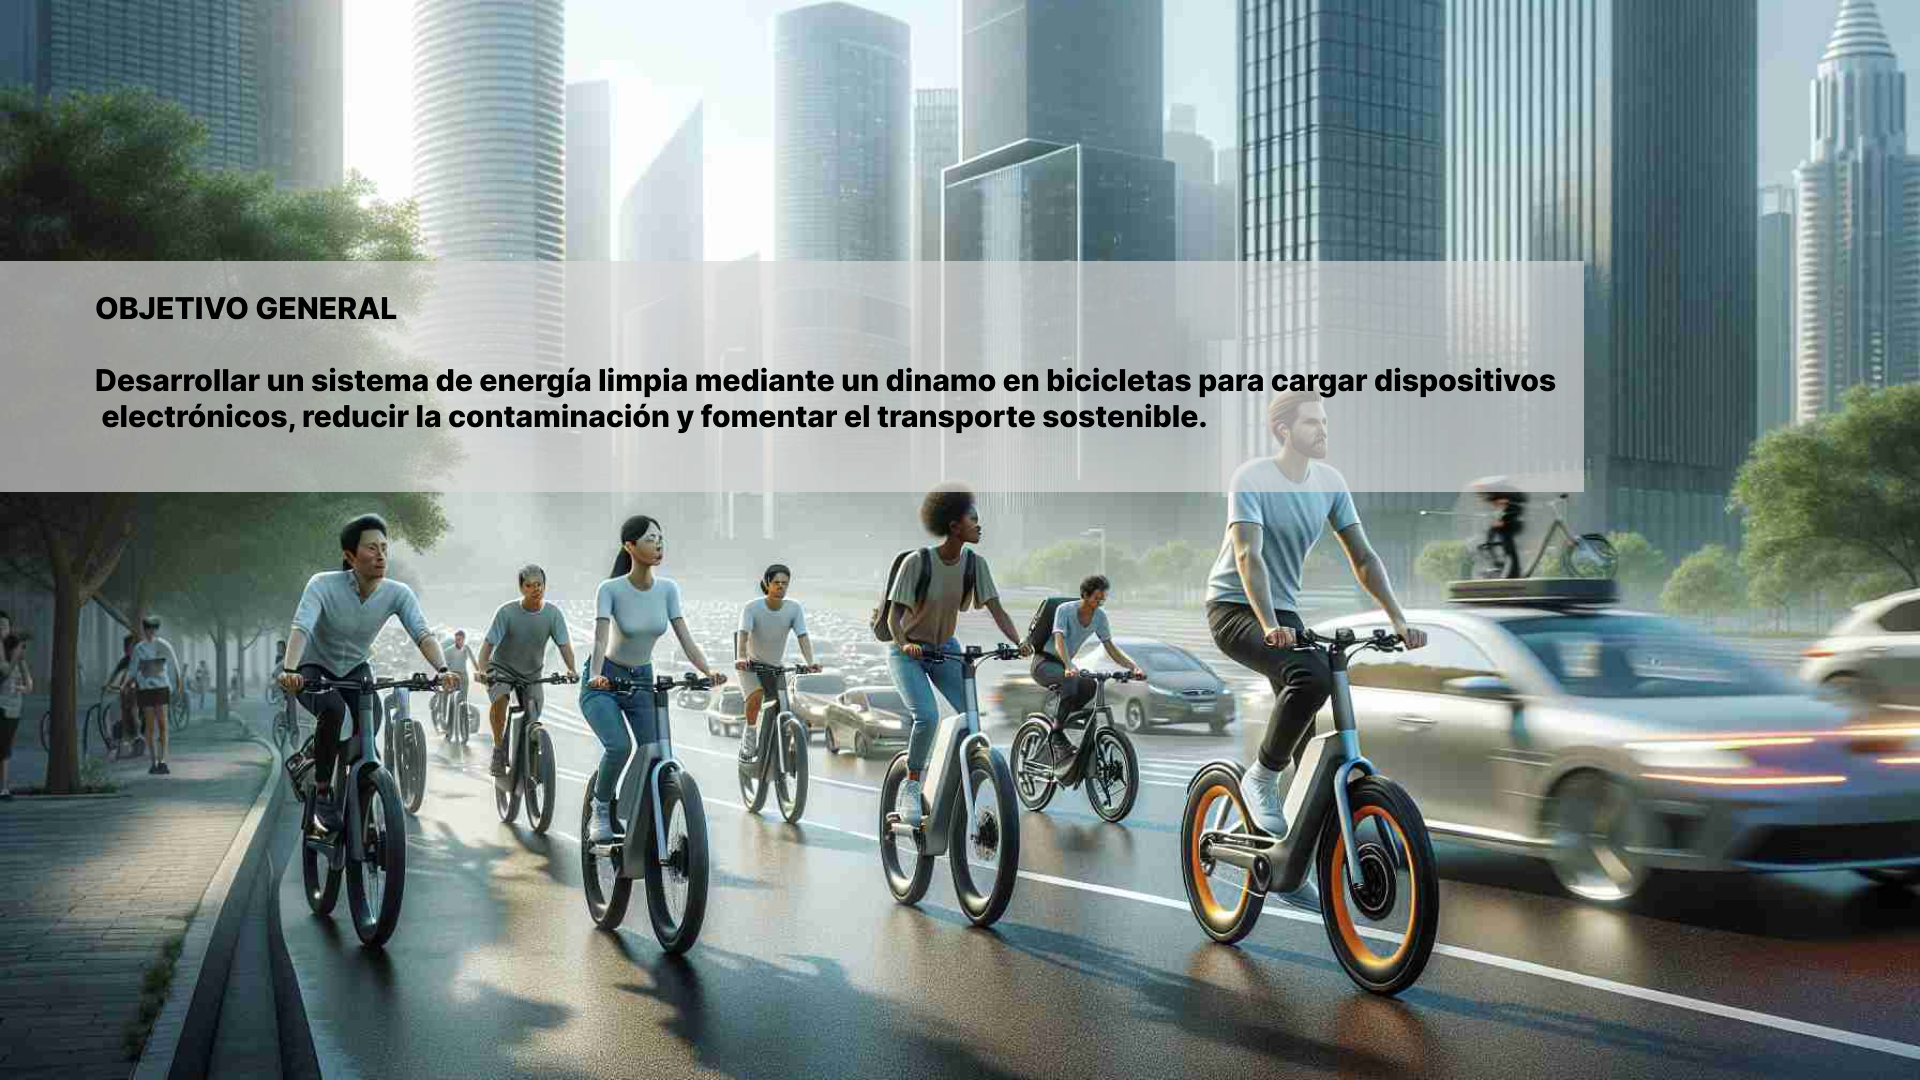 OBJETIVO GENERAL
Desarrollar un sistema de energía limpia mediante un dinamo en bicicletas para cargar dispositivos
electrónicos, reducir la contaminación y fomentar el transporte sostenible.